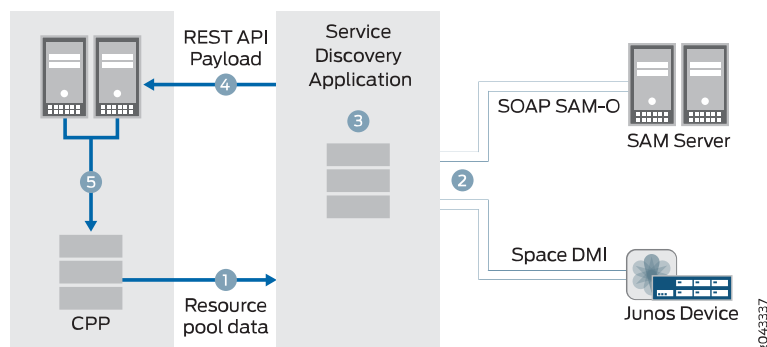 REST API
Payload
4
Service
Discovery
Application
3
SOAP SAM-O
SAM Server
2
5
Space DMI
Junos Device
1
Resource
pool data
CPP
g043337